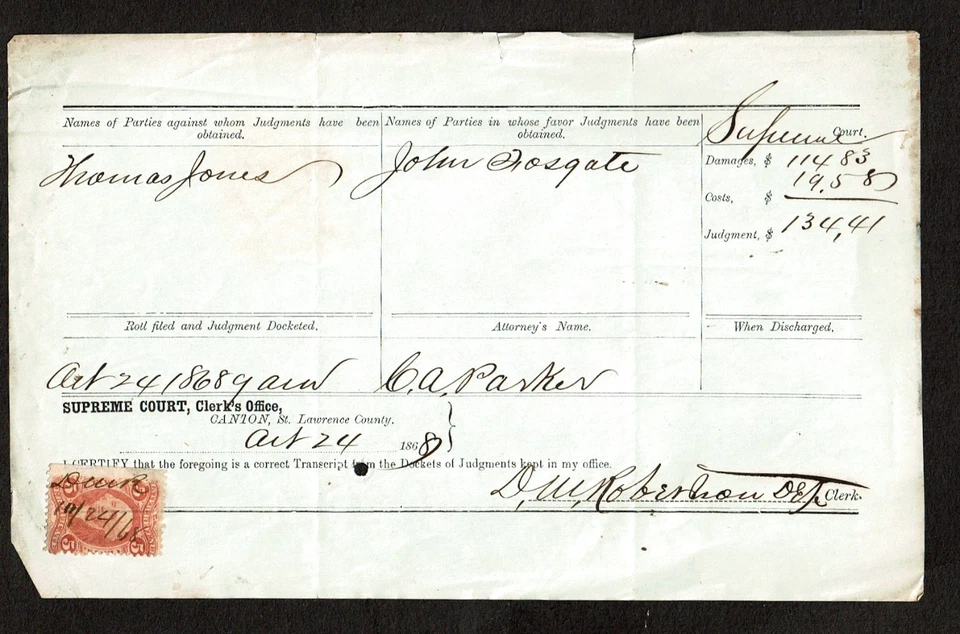 Names of Parties against whom Judgments have been obtained.
Names of Parties in whose favor Judgments have been obtained.
Supreme Court.
Thomas Jones
John Fosgate
Damages, $ 114 83
Costs, $ 19.58
Judgment, $ 134,41
Roll filed and Judgment Docketed.
Attorney's Name.
When Discharged.
Oct 24 1868 9 am
C. A. Parker
SUPREME COURT, Clerk's Office,
CANTON, St. Lawrence County.
Oct 24 1868
I CERTIFY that the foregoing is a correct Transcript from the Dockets of Judgments kept in my office.
D. M. Robertson Dep Clerk.
DMR
10/24/68
5 5